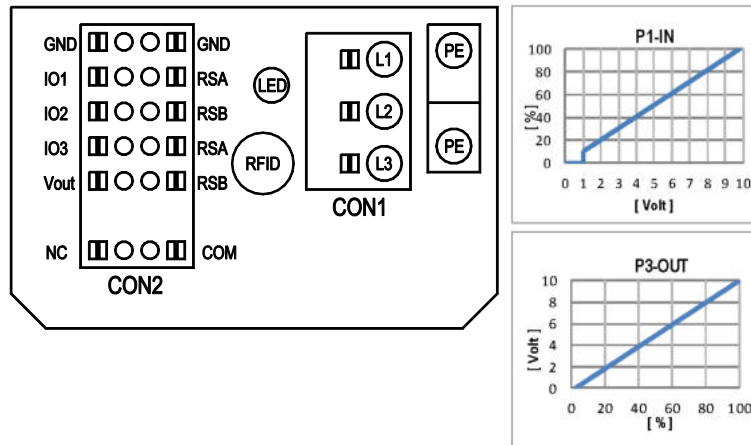 GND GND
IO1 RSA
IO2 RSB
IO3 RSA
Vout RSB
NC COM
CON2
LED
RFID
L1
L2
L3
CON1
PE
PE
P1-IN
100
80
60
40
20
0
[ % ]
0 1 2 3 4 5 6 7 8 9 10
[ Volt ]
P3-OUT
10
8
6
4
2
0
[ Volt ]
0 20 40 60 80 100
[ % ]